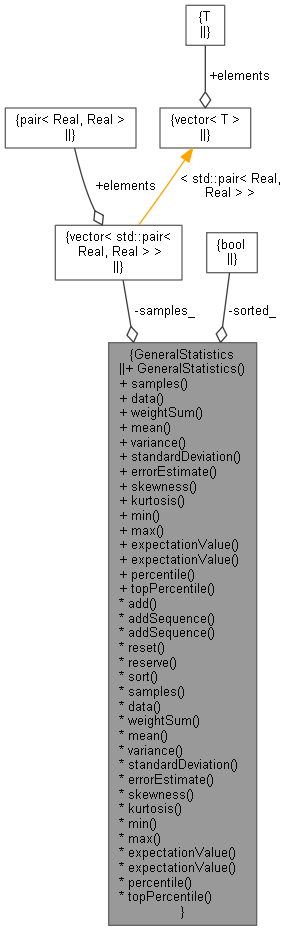 {T
||}
+elements
{pair< Real, Real >
||}
{vector< T >
||}
+elements
< std::pair< Real,
Real > >
{vector< std::pair<
Real, Real > >
||}
{bool
||}
-samples_
-sorted_
{GeneralStatistics
||+ GeneralStatistics()
+ samples()
+ data()
+ weightSum()
+ mean()
+ variance()
+ standardDeviation()
+ errorEstimate()
+ skewness()
+ kurtosis()
+ min()
+ max()
+ expectationValue()
+ expectationValue()
+ percentile()
+ topPercentile()
* add()
* addSequence()
* addSequence()
* reset()
* reserve()
* sort()
* samples()
* data()
* weightSum()
* mean()
* variance()
* standardDeviation()
* errorEstimate()
* skewness()
* kurtosis()
* min()
* max()
* expectationValue()
* expectationValue()
* percentile()
* topPercentile()
}